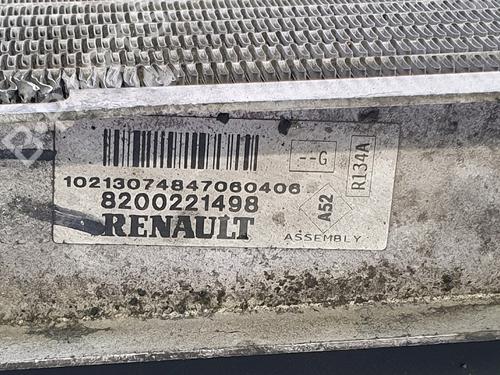 --G
R134A
10213074847060406
8200221498
A52
RENAULT
ASSEMBLY